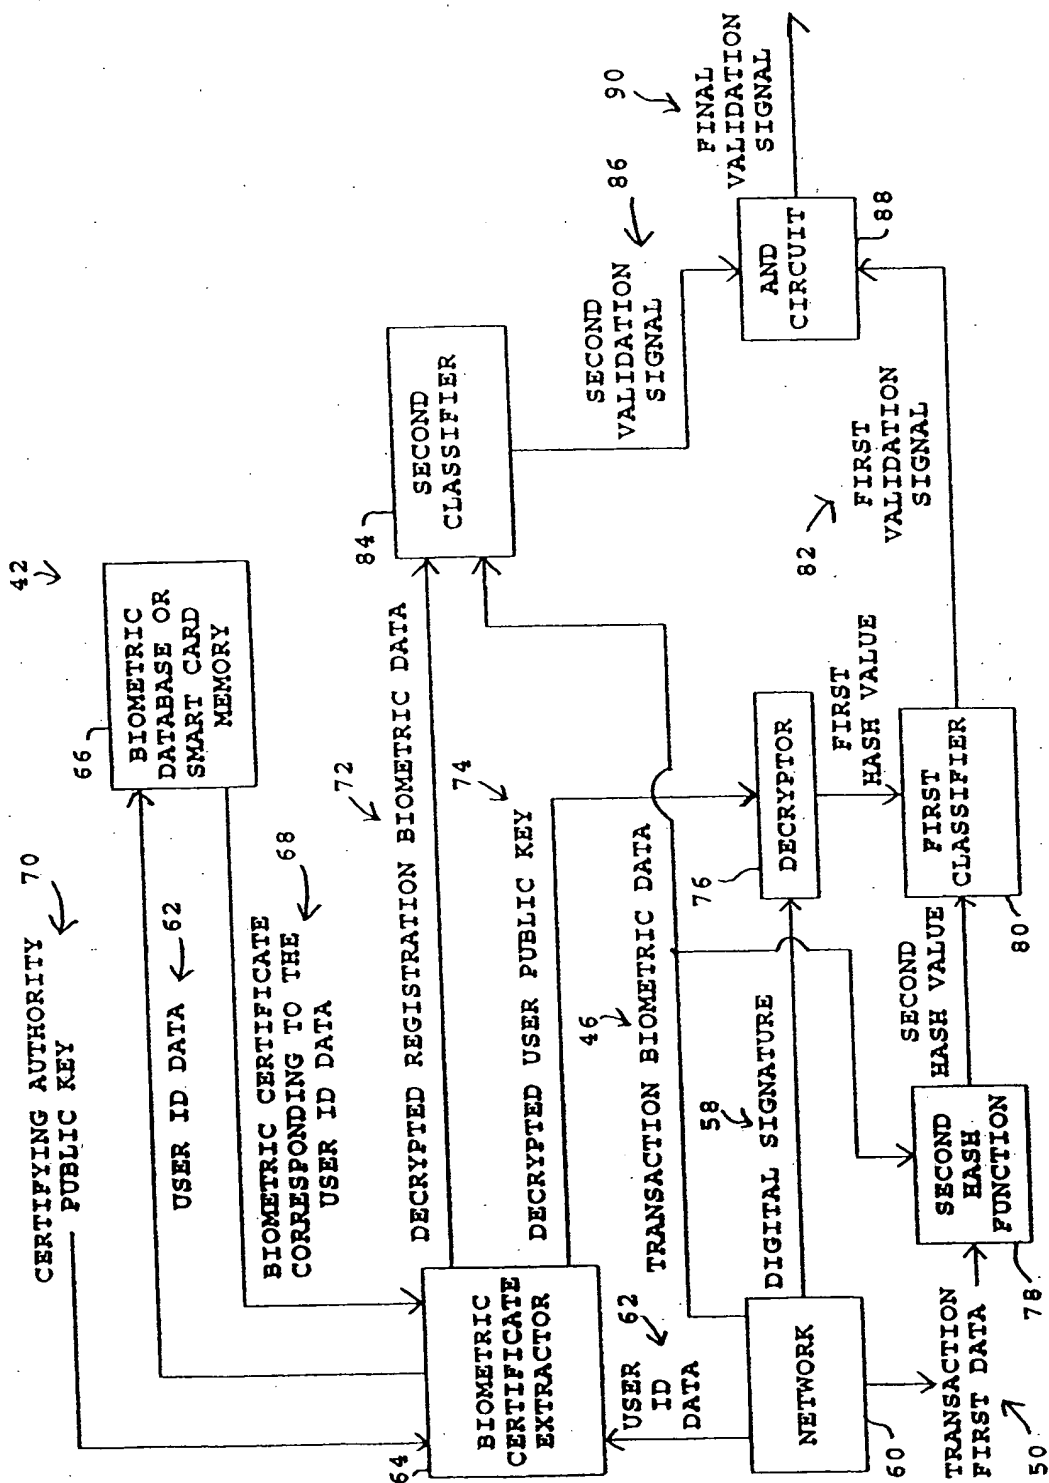 42
CERTIFYING AUTHORITY
PUBLIC KEY
70
USER ID DATA
62
66
BIOMETRIC
DATABASE OR
SMART CARD
MEMORY
BIOMETRIC CERTIFICATE
CORRESPONDING TO THE
USER ID DATA
68
64
BIOMETRIC
CERTIFICATE
EXTRACTOR
DECRYPTED REGISTRATION BIOMETRIC DATA
72
DECRYPTED USER PUBLIC KEY
74
84
SECOND
CLASSIFIER
SECOND
VALIDATION
SIGNAL
86
USER
ID
DATA
62
46
TRANSACTION BIOMETRIC DATA
58
DIGITAL SIGNATURE
60
NETWORK
76
DECRYPTOR
FIRST
HASH VALUE
AND
CIRCUIT
88
90
FINAL
VALIDATION
SIGNAL
TRANSACTION
FIRST DATA
50
SECOND
HASH
FUNCTION
78
SECOND
HASH VALUE
FIRST
CLASSIFIER
80
82
FIRST
VALIDATION
SIGNAL